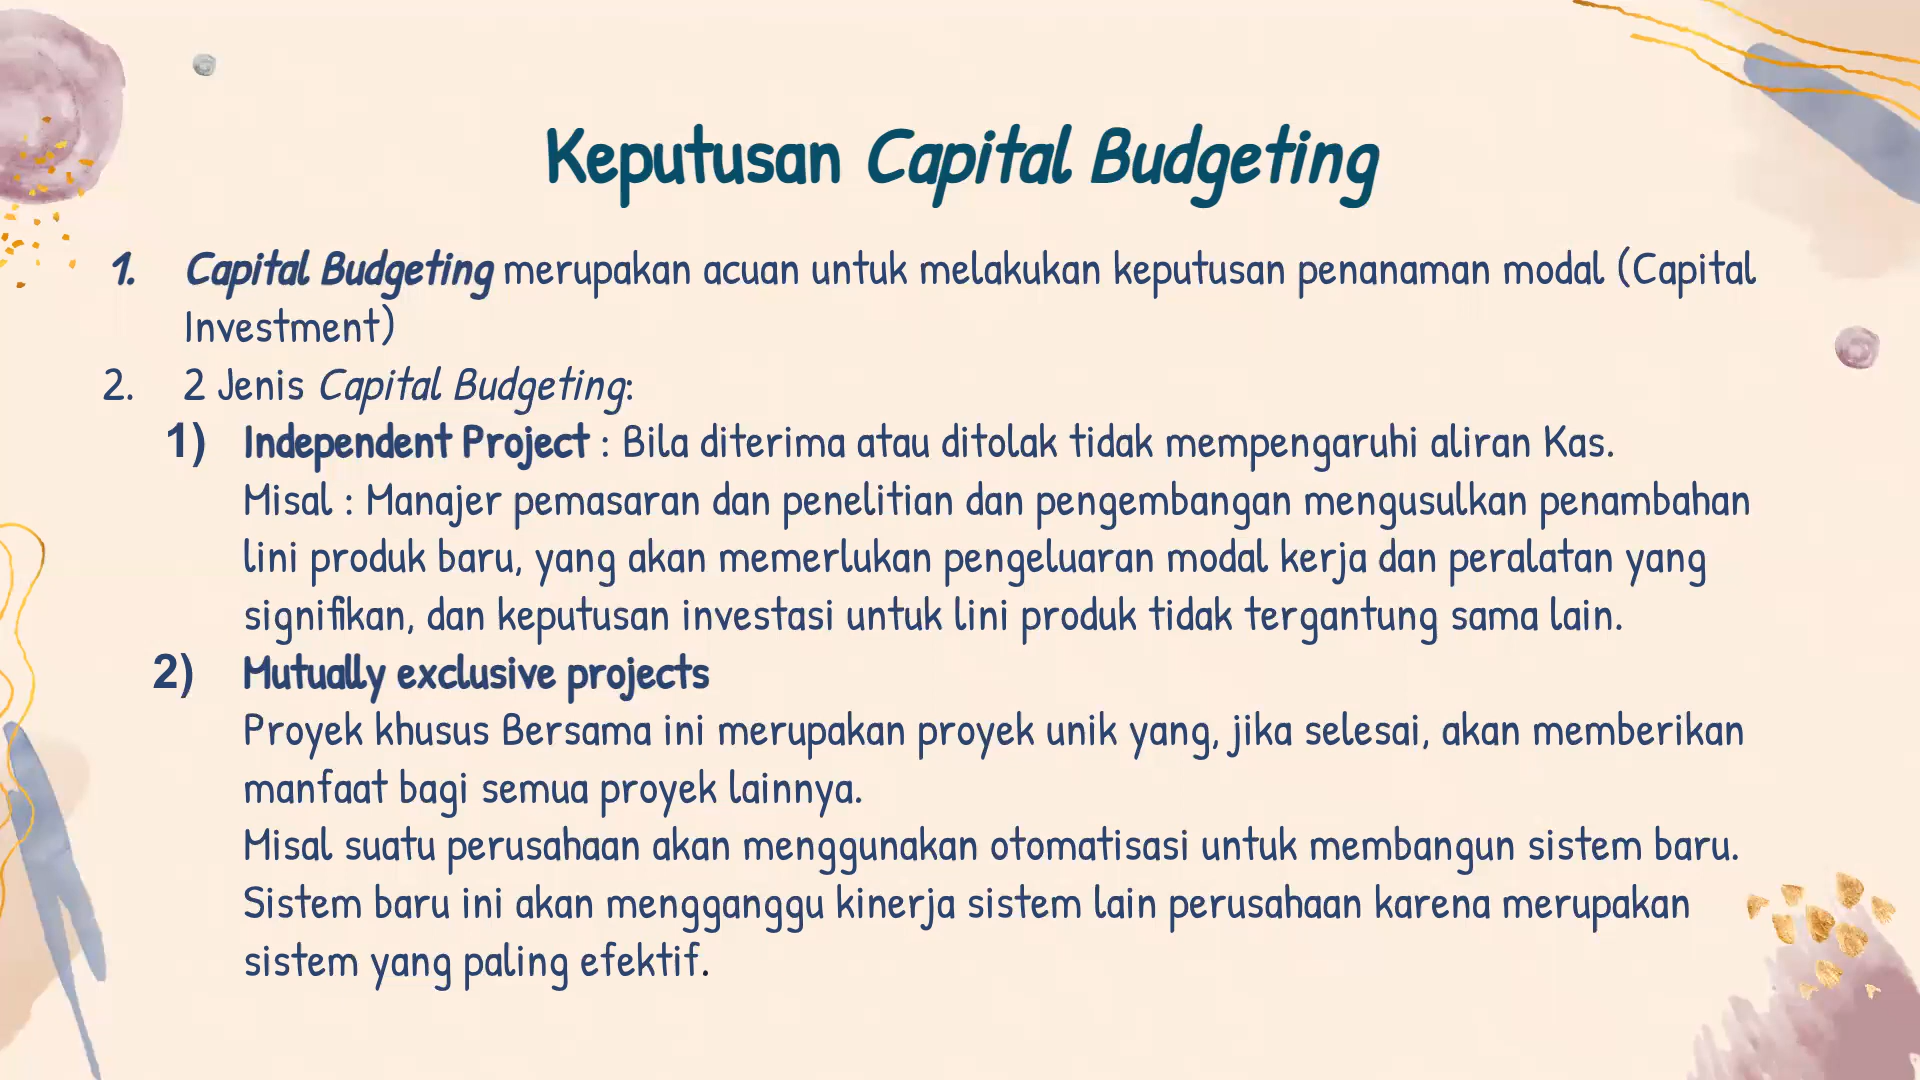 Keputusan Capital Budgeting
1. Capital Budgeting merupakan acuan untuk melakukan keputusan penanaman modal (Capital
Investment)
2. 2 Jenis Capital Budgeting:
1) Independent Project : Bila diterima atau ditolak tidak mempengaruhi aliran Kas.
Misal : Manajer pemasaran dan penelitian dan pengembangan mengusulkan penambahan
lini produk baru, yang akan memerlukan pengeluaran modal kerja dan peralatan yang
signifikan, dan keputusan investasi untuk lini produk tidak tergantung sama lain.
2) Mutually exclusive projects
Proyek khusus Bersama ini merupakan proyek unik yang, jika selesai, akan memberikan
manfaat bagi semua proyek lainnya.
Misal suatu perusahaan akan menggunakan otomatisasi untuk membangun sistem baru.
Sistem baru ini akan mengganggu kinerja sistem lain perusahaan karena merupakan
sistem yang paling efektif.